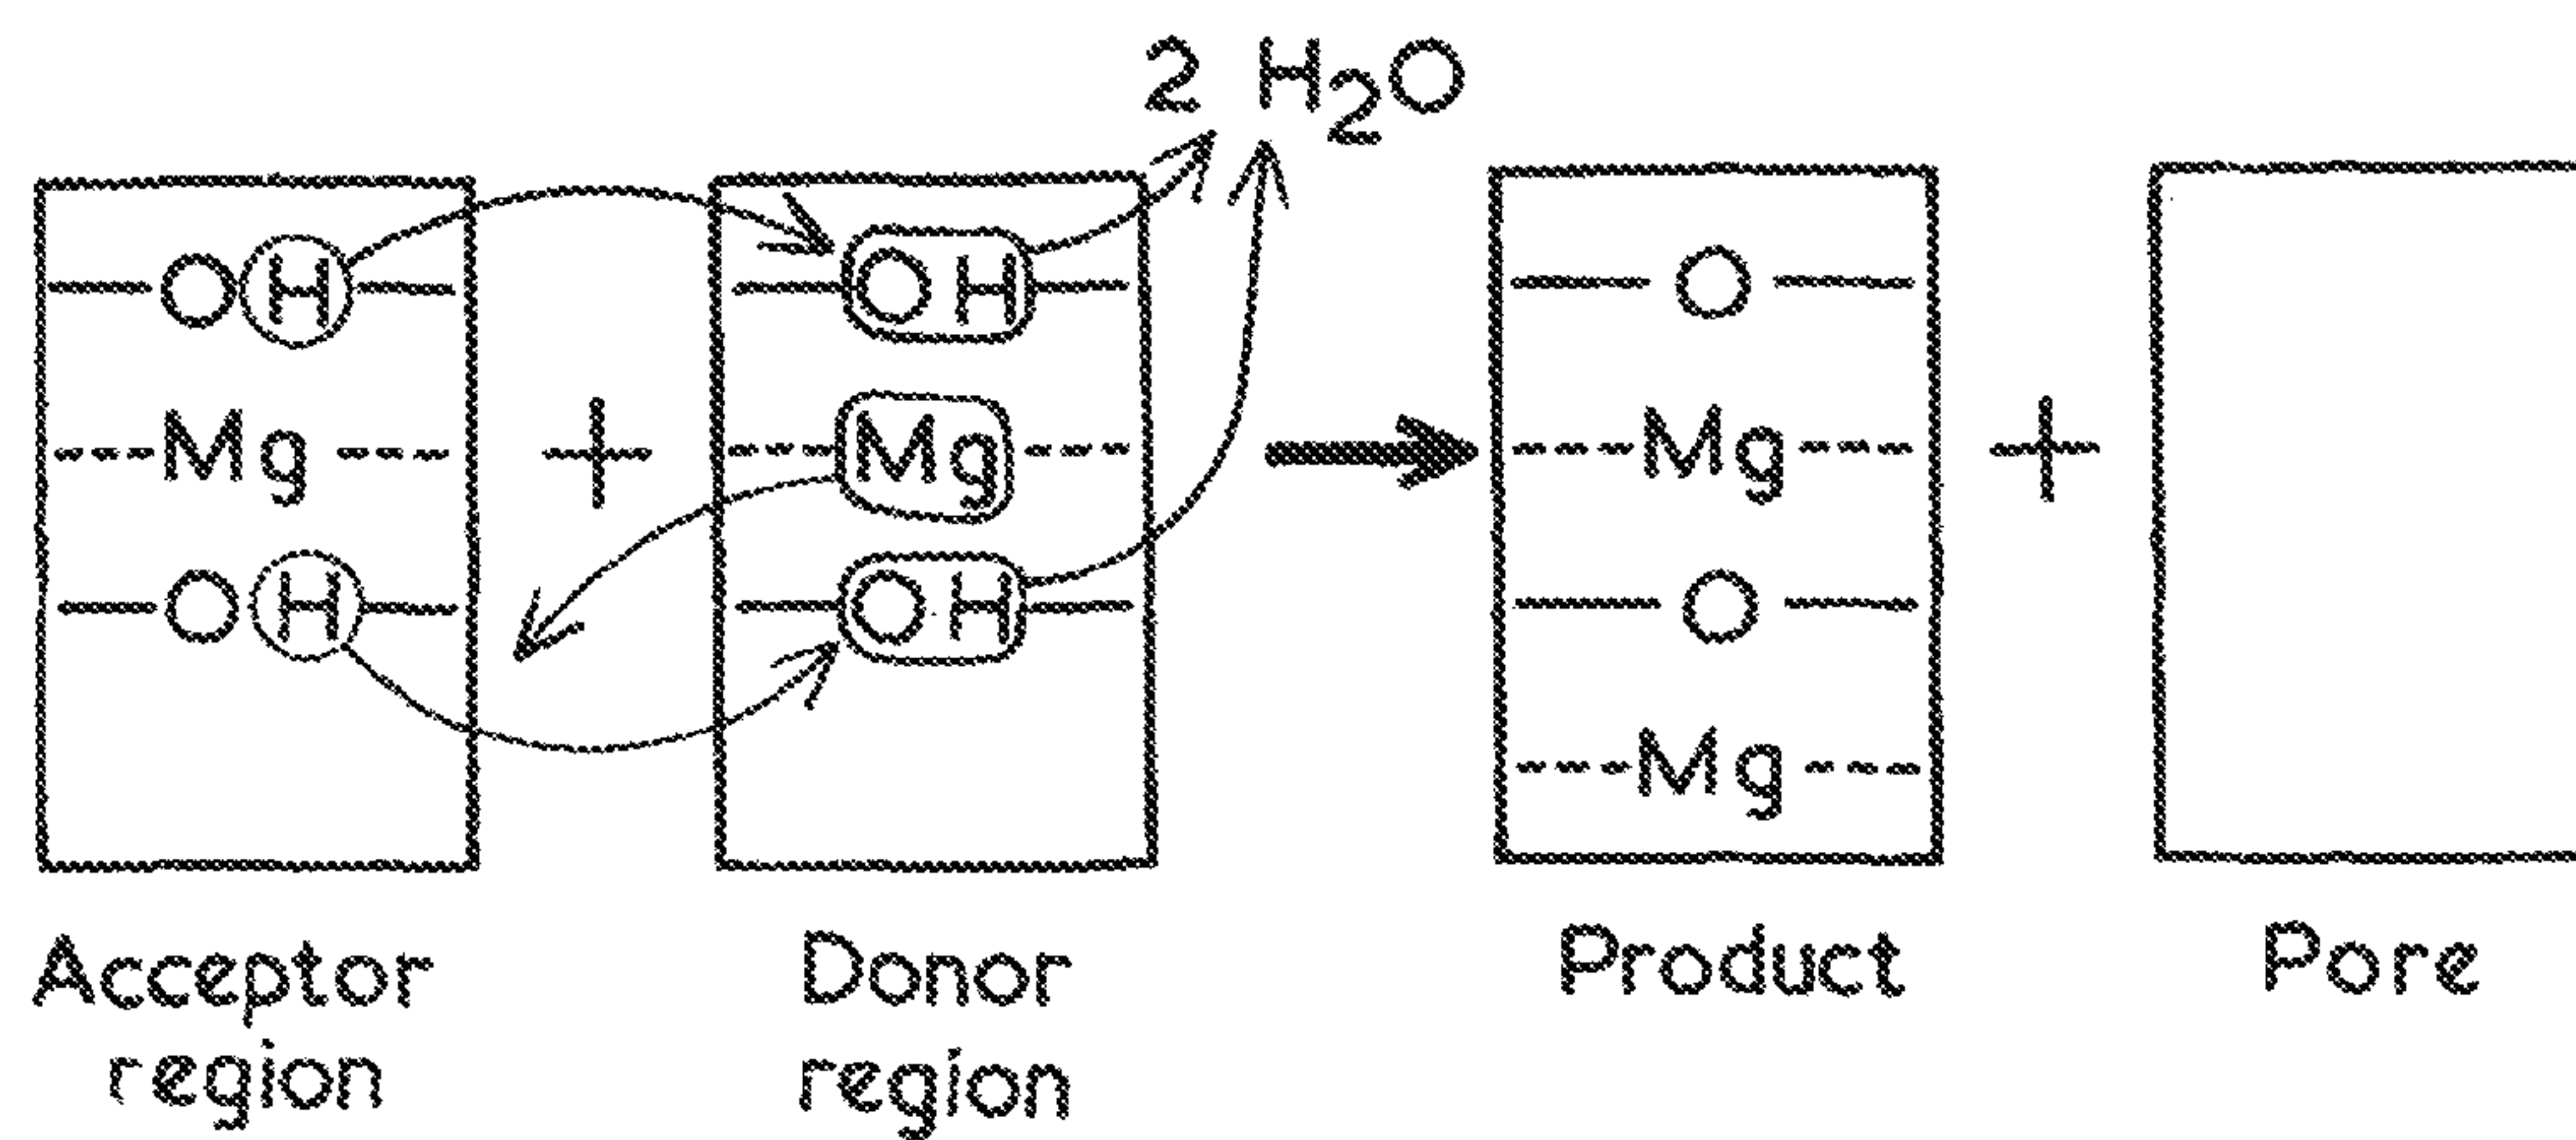 2 H2O
OH OH O
Mg + Mg Mg +
OH OH O
Mg
Acceptor region
Donor region
Product
Pore